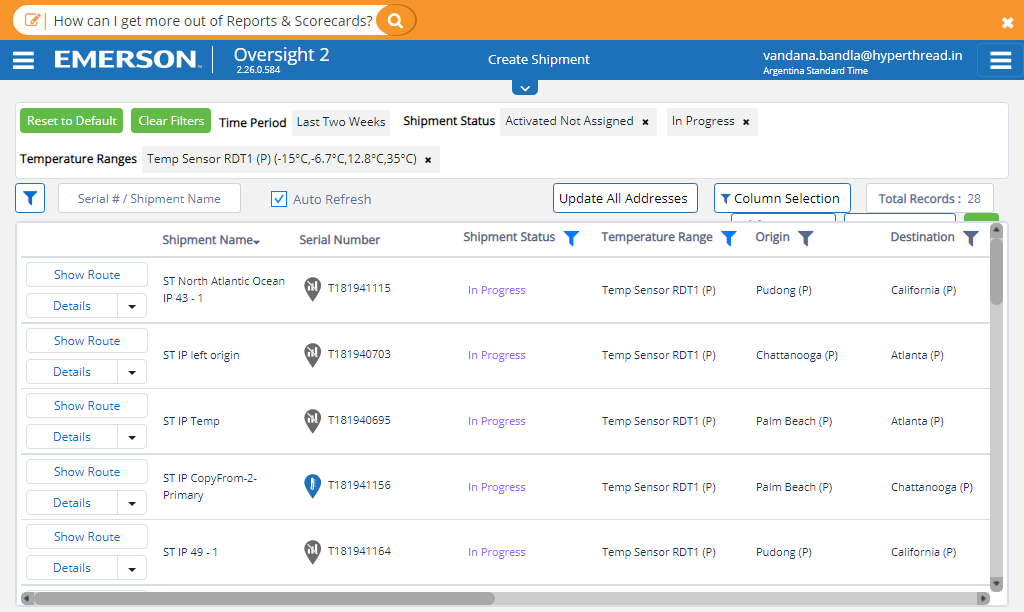 How can I get more out of Reports & Scorecards?
EMERSON.
Oversight 2
2.26.0.584
Create Shipment
vandana.bandla@hyperthread.in
Argentina Standard Time
Reset to Default
Clear Filters
Time Period
Last Two Weeks
Shipment Status
Activated Not Assigned ×
In Progress ×
Temperature Ranges
Temp Sensor RDT1 (P) (-15°C,-6.7°C,12.8°C,35°C) ×
Serial # / Shipment Name
Auto Refresh
Update All Addresses
Column Selection
Total Records : 28
Shipment Name
Serial Number
Shipment Status
Temperature Range
Origin
Destination
Show Route
Details
ST North Atlantic Ocean
IP 43 - 1
T181941115
In Progress
Temp Sensor RDT1 (P)
Pudong (P)
California (P)
Show Route
Details
ST IP left origin
T181940703
In Progress
Temp Sensor RDT1 (P)
Chattanooga (P)
Atlanta (P)
Show Route
Details
ST IP Temp
T181940695
In Progress
Temp Sensor RDT1 (P)
Palm Beach (P)
Atlanta (P)
Show Route
Details
ST IP CopyFrom-2-
Primary
T181941156
In Progress
Temp Sensor RDT1 (P)
Palm Beach (P)
Chattanooga (P)
Show Route
Details
ST IP 49 - 1
T181941164
In Progress
Temp Sensor RDT1 (P)
Pudong (P)
California (P)